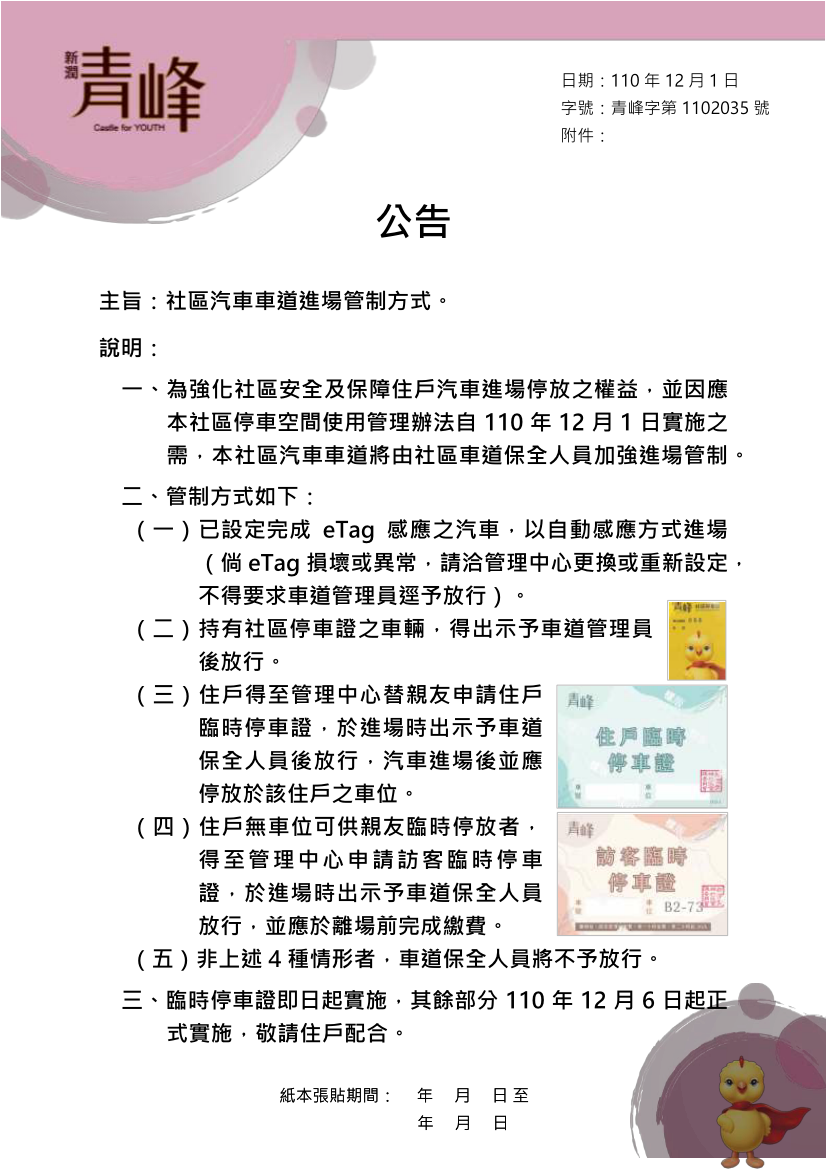 新潤
青峰
Castle for YOUTH
日期：110 年 12 月 1 日
字號：青峰字第 1102035 號
附件：
公告
主旨：社區汽車車道進場管制方式。
說明：
一、為強化社區安全及保障住戶汽車進場停放之權益，並因應
本社區停車空間使用管理辦法自 110 年 12 月 1 日實施之
需，本社區汽車車道將由社區車道保全人員加強進場管制。
二、管制方式如下：
（一）已設定完成 eTag 感應之汽車，以自動感應方式進場
（倘 eTag 損壞或異常，請洽管理中心更換或重新設定，
不得要求車道管理員逕予放行）。
（二）持有社區停車證之車輛，得出示予車道管理員
後放行。
青峰
（三）住戶得至管理中心替親友申請住戶
臨時停車證，於進場時出示予車道
保全人員後放行，汽車進場後並應
停放於該住戶之車位。
青峰
住戶臨時
停車證
車號
車位
（四）住戶無車位可供親友臨時停放者，
得至管理中心申請訪客臨時停車
證，於進場時出示予車道保全人員
放行，並應於離場前完成繳費。
青峰
訪客臨時
停車證
車號
車位
B2-73
（五）非上述 4 種情形者，車道保全人員將不予放行。
三、臨時停車證即日起實施，其餘部分 110 年 12 月 6 日起正
式實施，敬請住戶配合。
紙本張貼期間： 年 月 日至
年 月 日